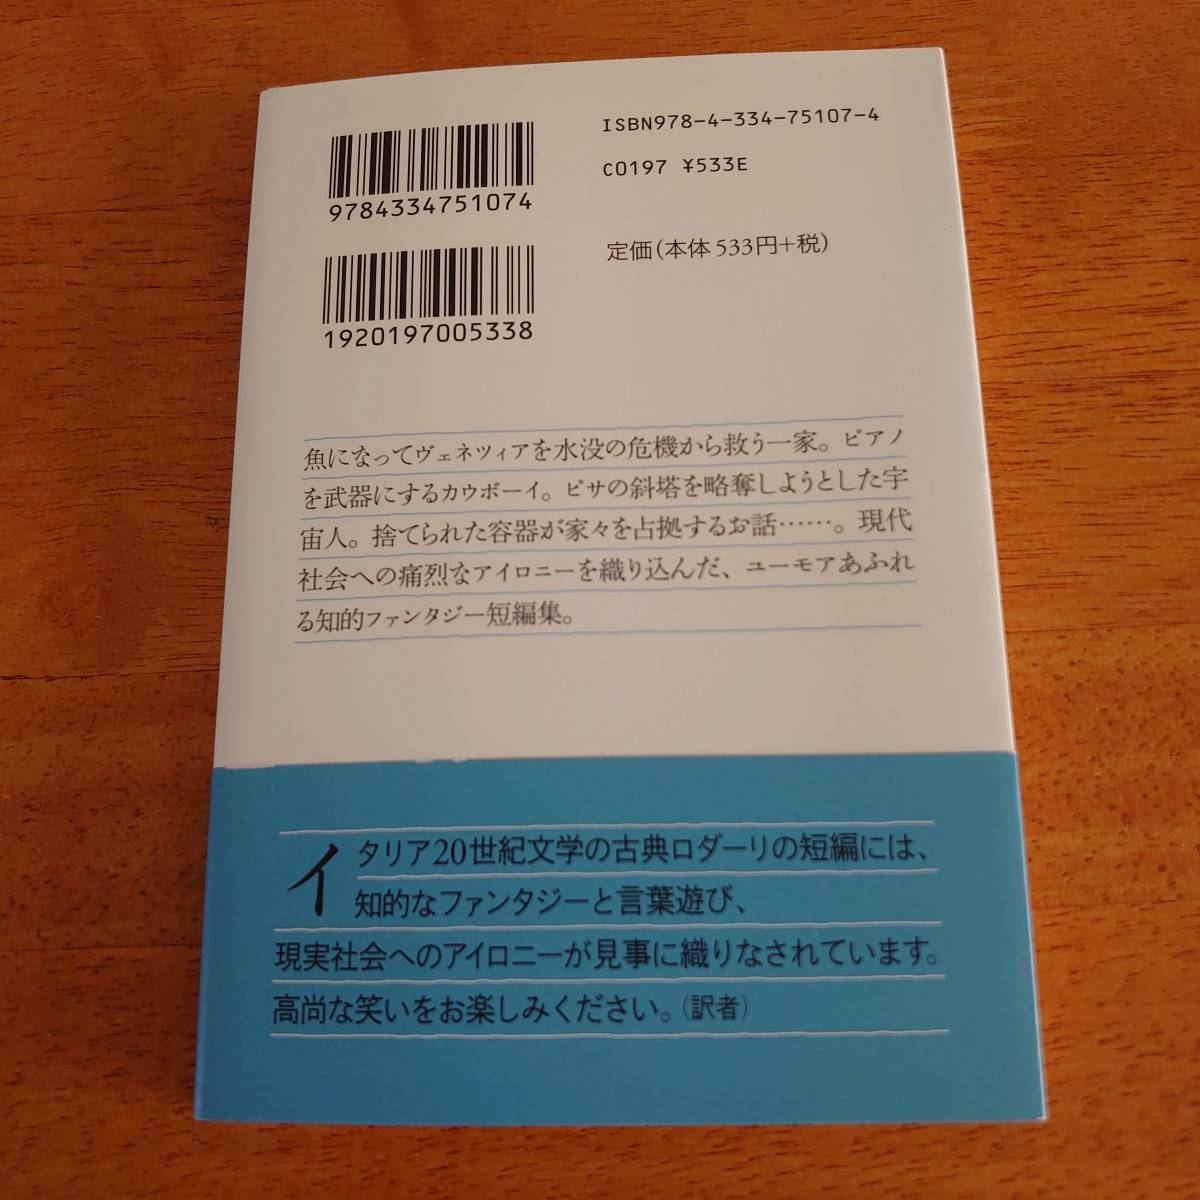 ISBN978-4-334-75107-4
C0197 ¥533E
9784334751074
定価(本体533円+税)
1920197005338
魚になってヴェネツィアを水没の危機から救う一家。ピアノ
を武器にするカウボーイ。ピサの斜塔を略奪しようとした宇
宙人。捨てられた容器が家々を占拠するお話……。現代
社会への痛烈なアイロニーを織り込んだ、ユーモアあふれ
る知的ファンタジー短編集。
イタリア20世紀文学の古典ロダーリの短編には、
知的なファンタジーと言葉遊び、
現実社会へのアイロニーが見事に織りなされています。
高尚な笑いをお楽しみください。(訳者)